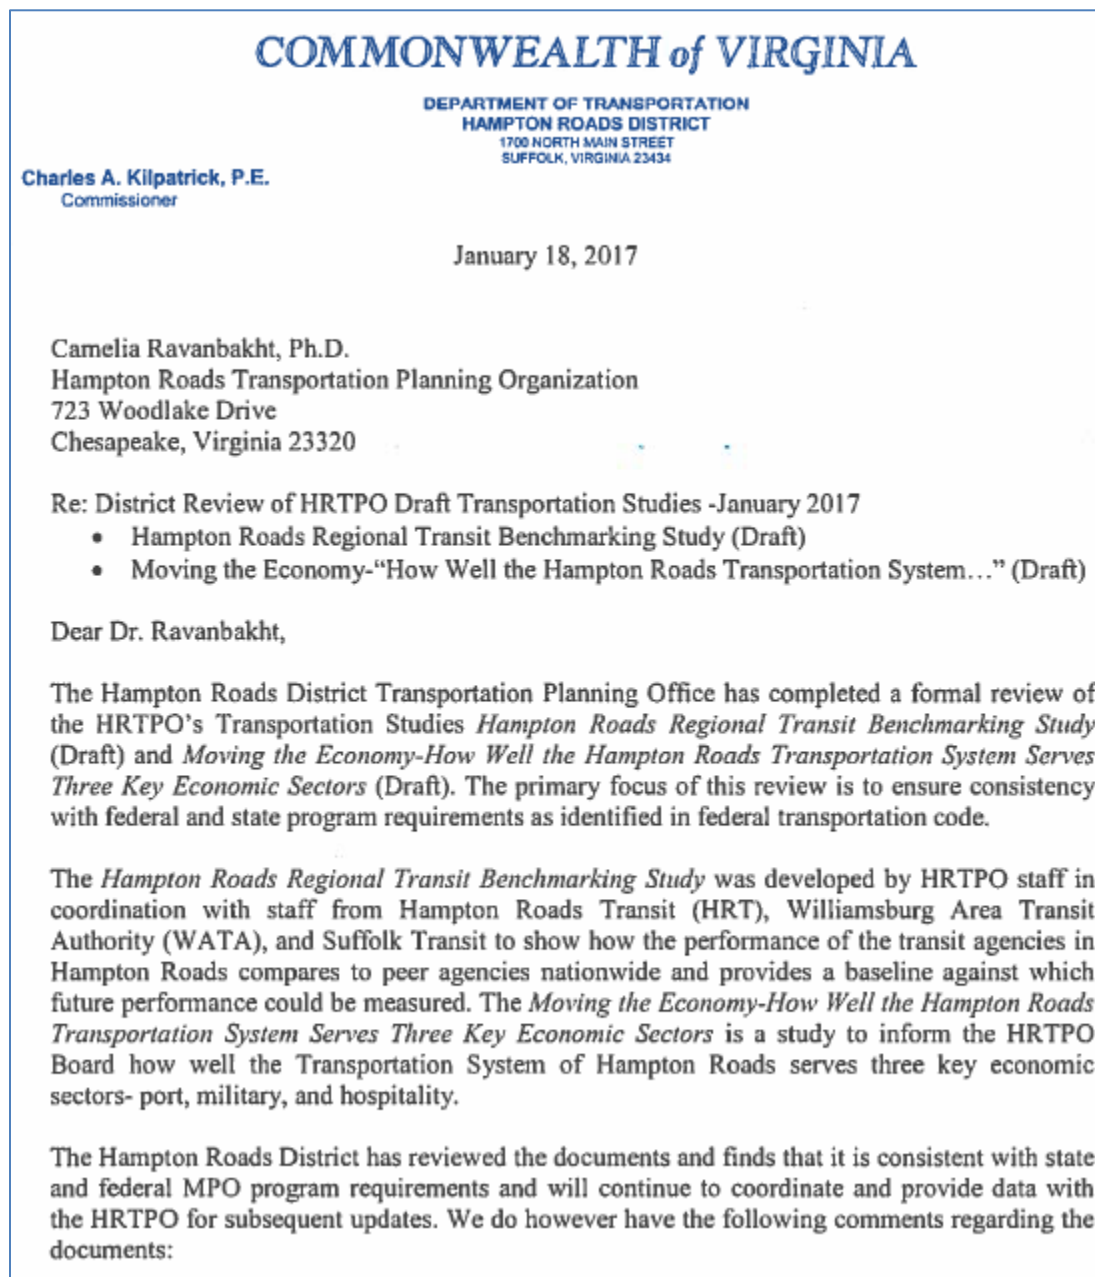 COMMONWEALTH of VIRGINIA
DEPARTMENT OF TRANSPORTATION
HAMPTON ROADS DISTRICT
1700 NORTH MAIN STREET
SUFFOLK, VIRGINIA 23434
Charles A. Kilpatrick, P.E.
Commissioner
January 18, 2017
Camelia Ravanbakht, Ph.D.
Hampton Roads Transportation Planning Organization
723 Woodlake Drive
Chesapeake, Virginia 23320
Re: District Review of HRTPO Draft Transportation Studies -January 2017
• Hampton Roads Regional Transit Benchmarking Study (Draft)
• Moving the Economy-“How Well the Hampton Roads Transportation System…” (Draft)
Dear Dr. Ravanbakht,
The Hampton Roads District Transportation Planning Office has completed a formal review of
the HRTPO’s Transportation Studies Hampton Roads Regional Transit Benchmarking Study
(Draft) and Moving the Economy-How Well the Hampton Roads Transportation System Serves
Three Key Economic Sectors (Draft). The primary focus of this review is to ensure consistency
with federal and state program requirements as identified in federal transportation code.
The Hampton Roads Regional Transit Benchmarking Study was developed by HRTPO staff in
coordination with staff from Hampton Roads Transit (HRT), Williamsburg Area Transit
Authority (WATA), and Suffolk Transit to show how the performance of the transit agencies in
Hampton Roads compares to peer agencies nationwide and provides a baseline against which
future performance could be measured. The Moving the Economy-How Well the Hampton Roads
Transportation System Serves Three Key Economic Sectors is a study to inform the HRTPO
Board how well the Transportation System of Hampton Roads serves three key economic
sectors- port, military, and hospitality.
The Hampton Roads District has reviewed the documents and finds that it is consistent with state
and federal MPO program requirements and will continue to coordinate and provide data with
the HRTPO for subsequent updates. We do however have the following comments regarding the
documents: